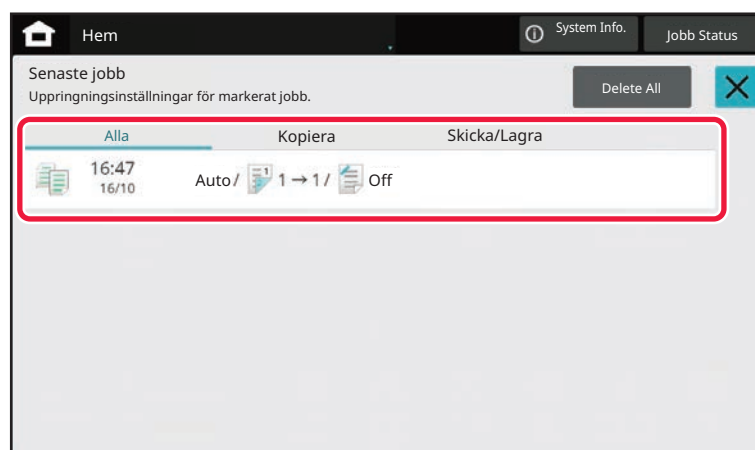 Hem
System Info.
Jobb Status
Senaste jobb
Uppringningsinställningar för markerat jobb.
Delete All
Alla Kopiera Skicka/Lagra
16:47
16/10
Auto / 1 1 → 1 / Off